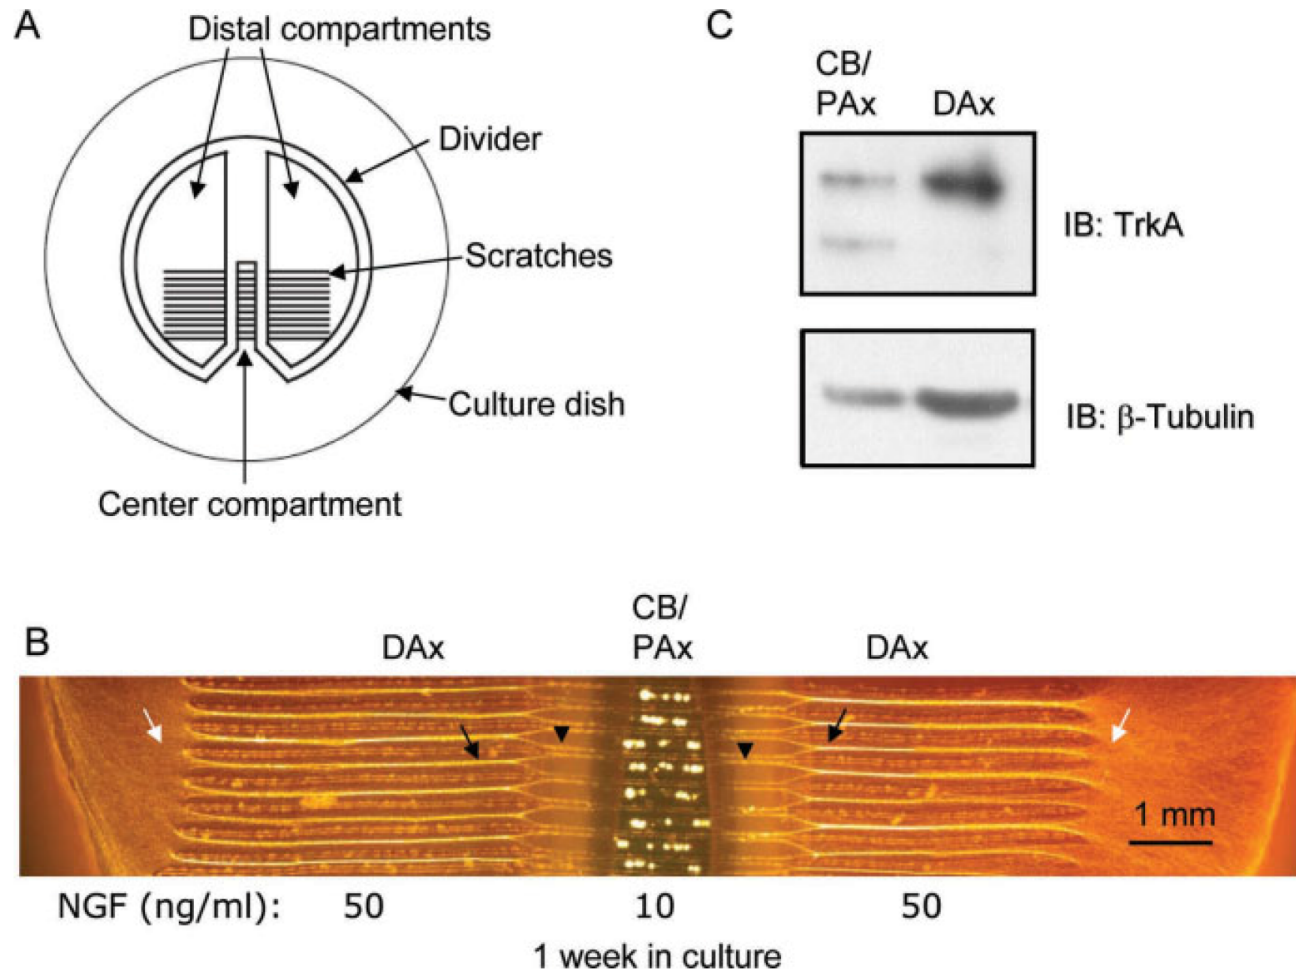 A
Distal compartments
Divider
Scratches
Culture dish
Center compartment
C
CB/
PAx
DAx
IB: TrkA
IB: β-Tubulin
B
DAx
CB/
PAx
DAx
1 mm
NGF (ng/ml): 50 10 50
1 week in culture